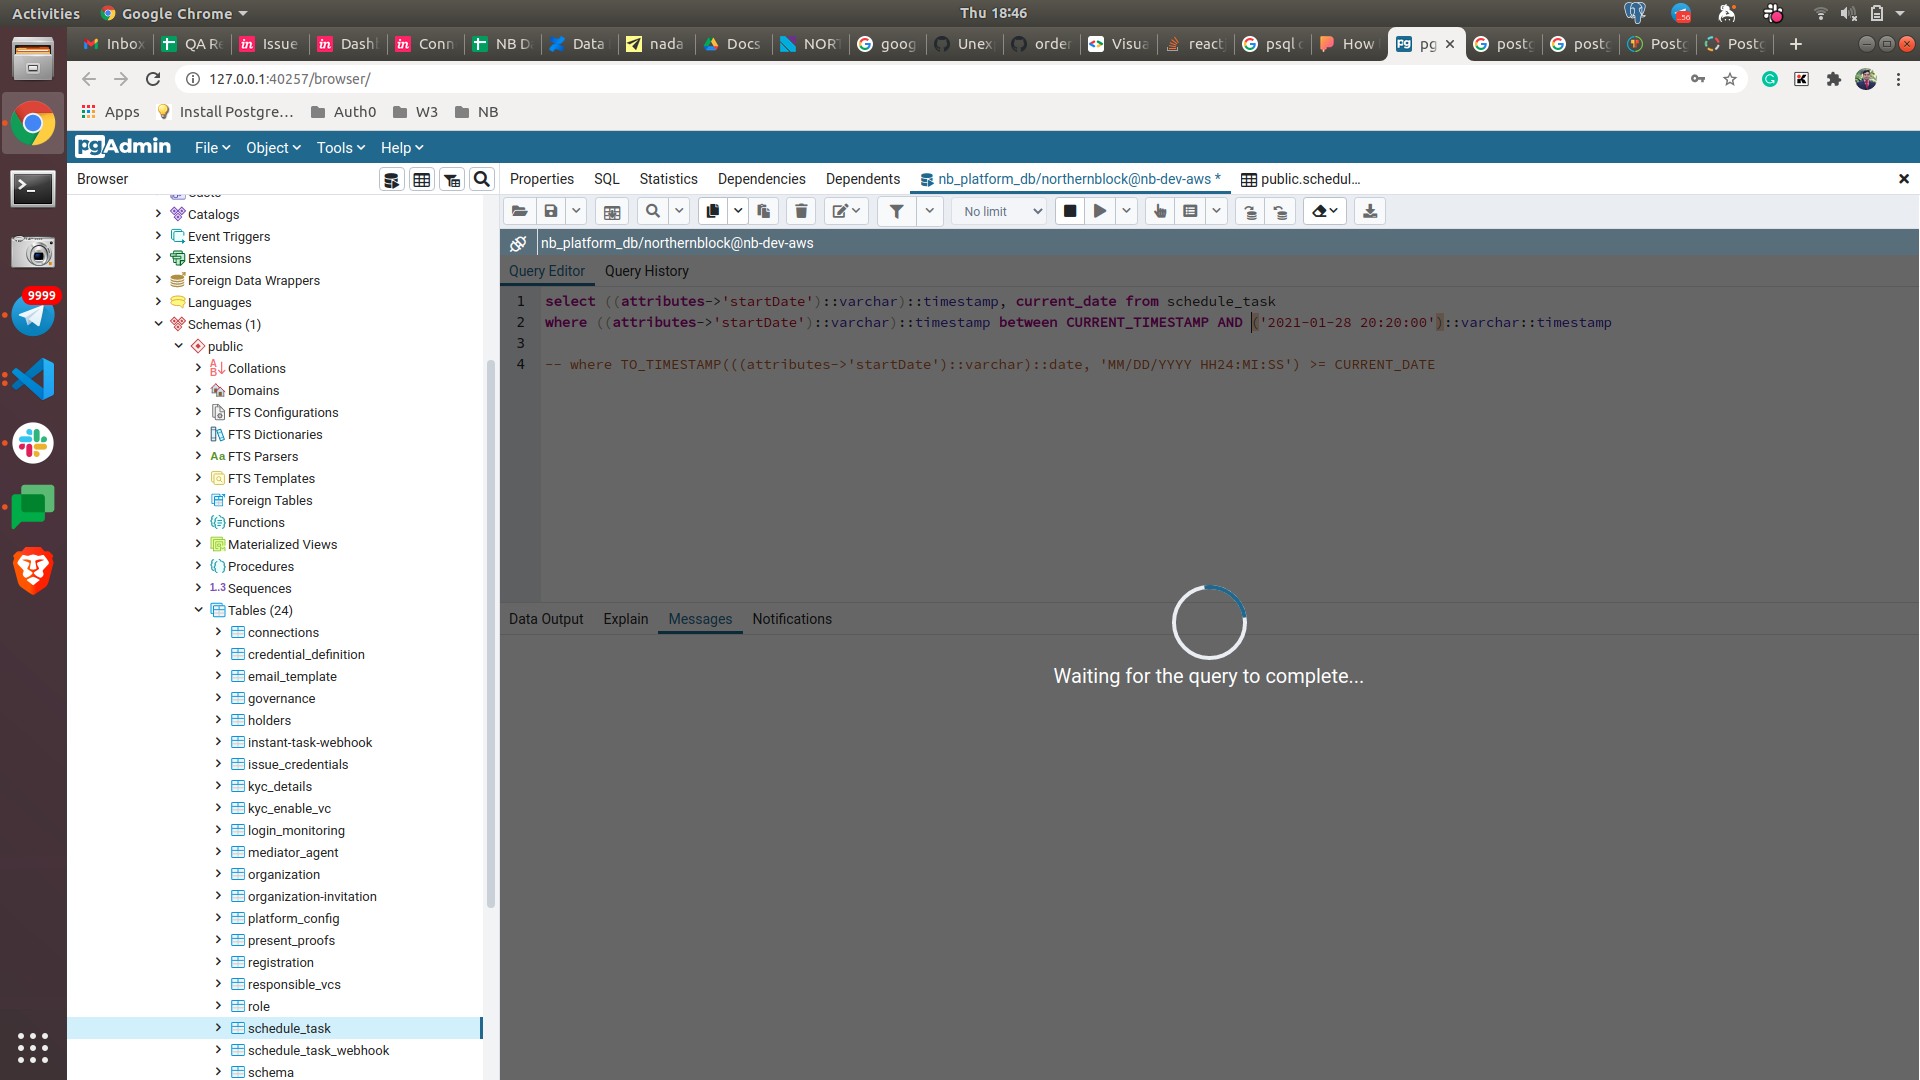 Activities
Google Chrome
Thu 18:46
56
Inbox
QA Re
Issue
Dashl
Conn
NB D
Data
nada
Docs
NORT
goog
Unex
order
Visua
react
psql c
How
pg
postg
postg
Postg
Postg
127.0.0.1:40257/browser/
Apps
Install Postgre...
Auth0
W3
NB
pgAdmin
File
Object
Tools
Help
Browser
Properties
SQL
Statistics
Dependencies
Dependents
nb_platform_db/northernblock@nb-dev-aws *
public.schedul...
No limit
nb_platform_db/northernblock@nb-dev-aws
Query Editor
Query History
1 select ((attributes->'startDate')::varchar)::timestamp, current_date from schedule_task
2 where ((attributes->'startDate')::varchar)::timestamp between CURRENT_TIMESTAMP AND ('2021-01-28 20:20:00')::varchar::timestamp
3
4 -- where TO_TIMESTAMP(((attributes->'startDate')::varchar)::date, 'MM/DD/YYYY HH24:MI:SS') >= CURRENT_DATE
Data Output
Explain
Messages
Notifications
Waiting for the query to complete...
9999
Catalogs
Event Triggers
Extensions
Foreign Data Wrappers
Languages
Schemas (1)
public
Collations
Domains
FTS Configurations
FTS Dictionaries
Aa FTS Parsers
FTS Templates
Foreign Tables
Functions
Materialized Views
Procedures
1..3 Sequences
Tables (24)
connections
credential_definition
email_template
governance
holders
instant-task-webhook
issue_credentials
kyc_details
kyc_enable_vc
login_monitoring
mediator_agent
organization
organization-invitation
platform_config
present_proofs
registration
responsible_vcs
role
schedule_task
schedule_task_webhook
schema